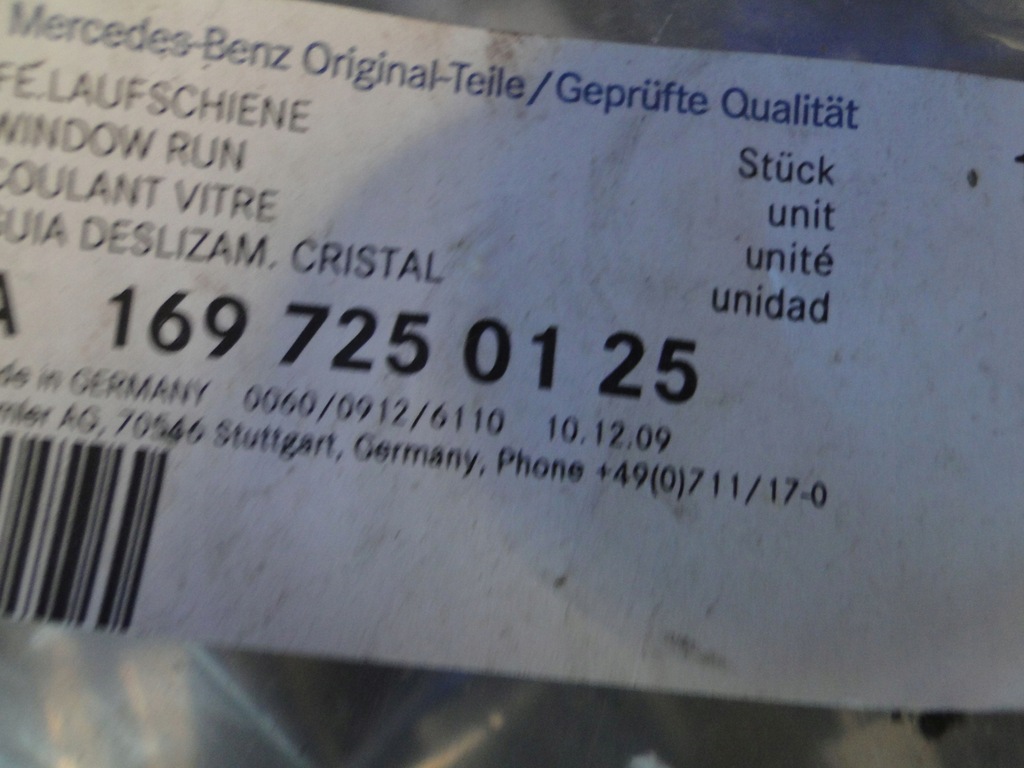 Mercedes-Benz Original-Teile/Geprüfte Qualität
FE.LAUFSCHIENE
WINDOW RUN
COULANT VITRE
GUIA DESLIZAM. CRISTAL
Stück
unit
unité
unidad
A 169 725 01 25
de in GERMANY 0060/0912/6110 10.12.09
mler AG, 70546 Stuttgart, Germany, Phone +49(0)711/17-0